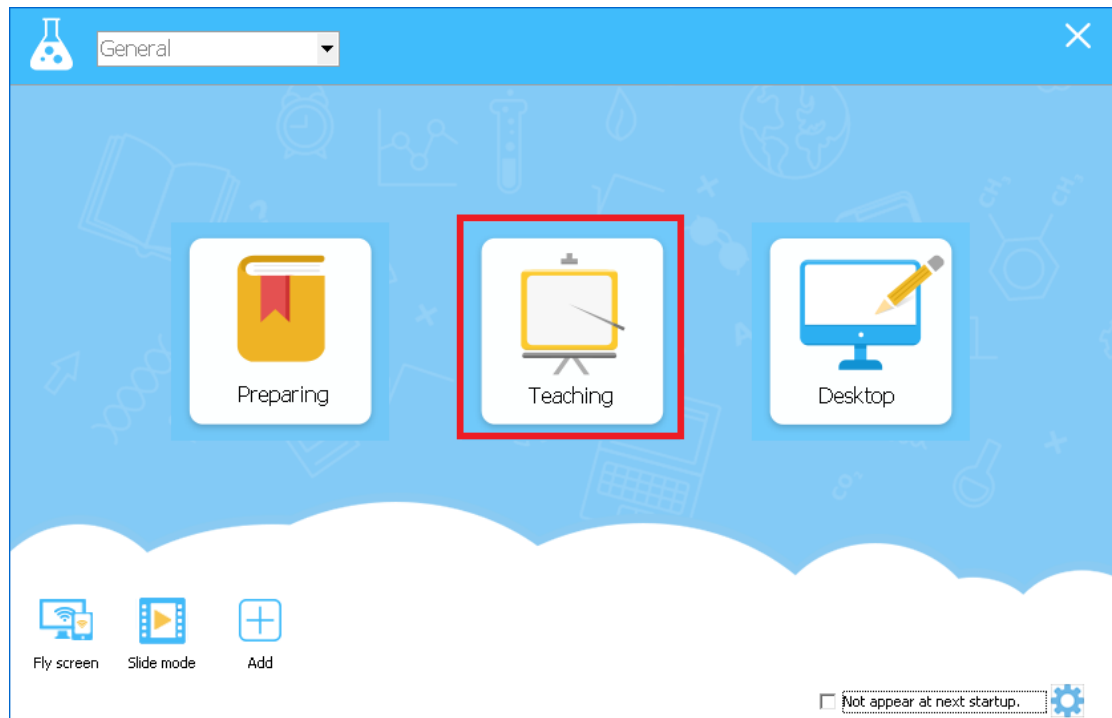 General
Preparing
Teaching
Desktop
Fly screen
Slide mode
Add
Not appear at next startup.